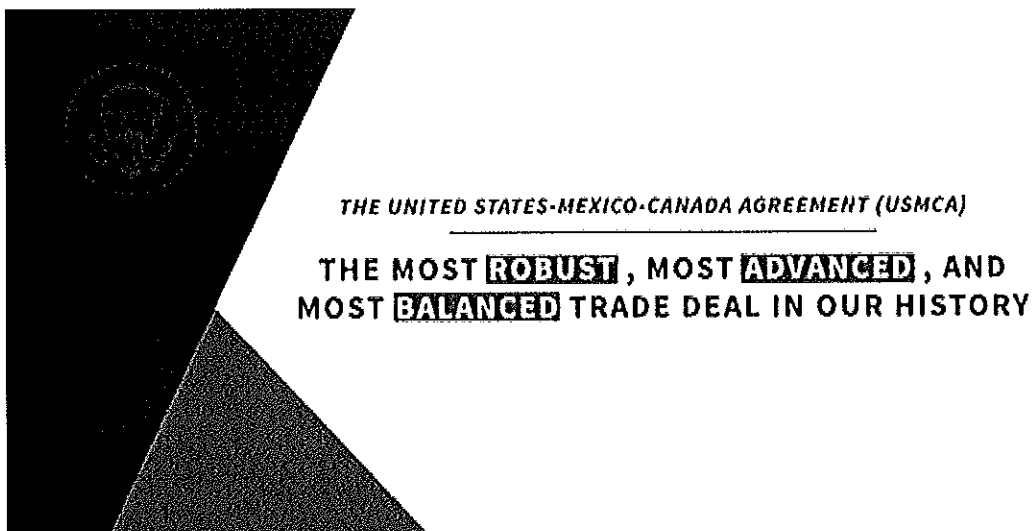 THE UNITED STATES-MEXICO-CANADA AGREEMENT (USMCA)
THE MOST ROBUST, MOST ADVANCED, AND
MOST BALANCED TRADE DEAL IN OUR HISTORY